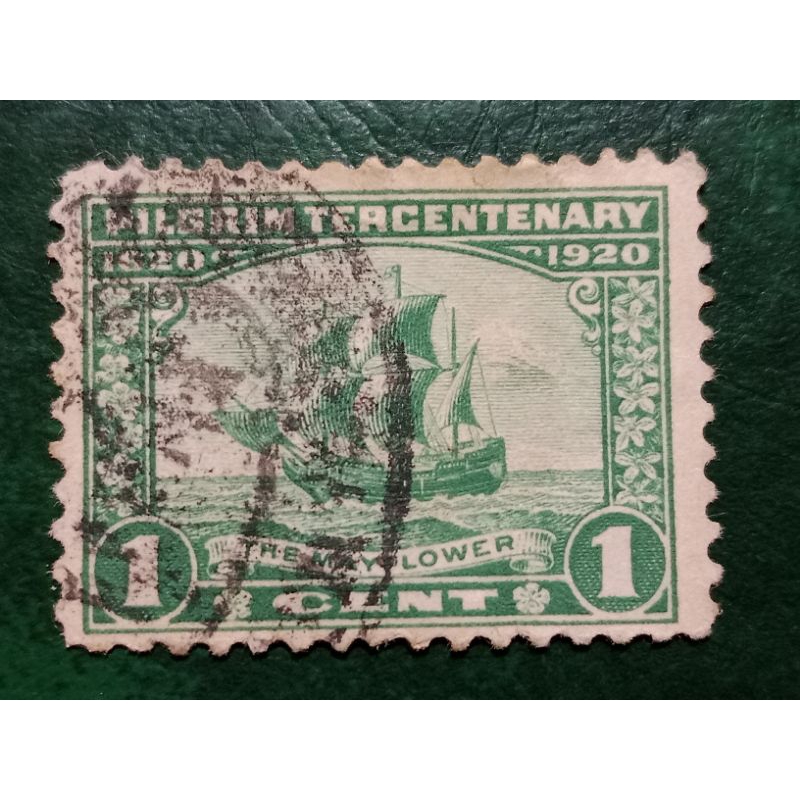 PILGRIM TERCENTENARY
1620 1920
THE MAYFLOWER
1 CENT 1